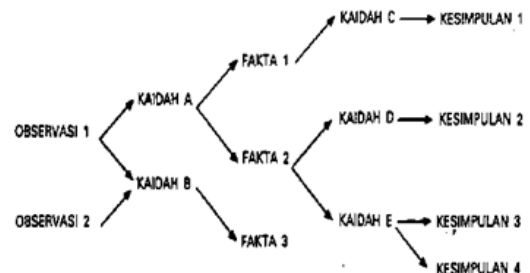 KAIDAH C KESIMPULAN 1
FAKTA 1
KAIDAH A
OBSERVASI 1
KAIDAH D KESIMPULAN 2
FAKTA 2
KAIDAH B
OBSERVASI 2
FAKTA 3
KAIDAH E KESIMPULAN 3
KESIMPULAN 4